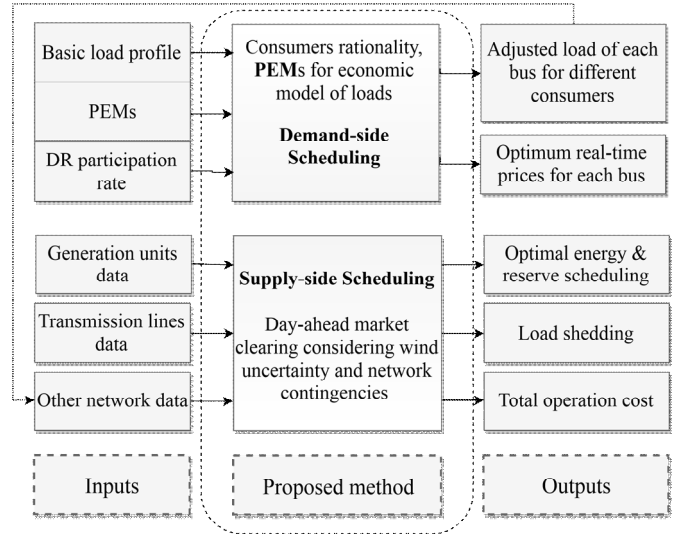 Basic load profile
PEMs
DR participation
rate
Consumers rationality,
PEMs for economic
model of loads
Demand-side
Scheduling
Adjusted load of each
bus for different
consumers
Optimum real-time
prices for each bus
Generation units
data
Transmission lines
data
Other network data
Supply-side Scheduling
Day-ahead market
clearing considering wind
uncertainty and network
contingencies
Optimal energy &
reserve scheduling
Load shedding
Total operation cost
Inputs
Proposed method
Outputs